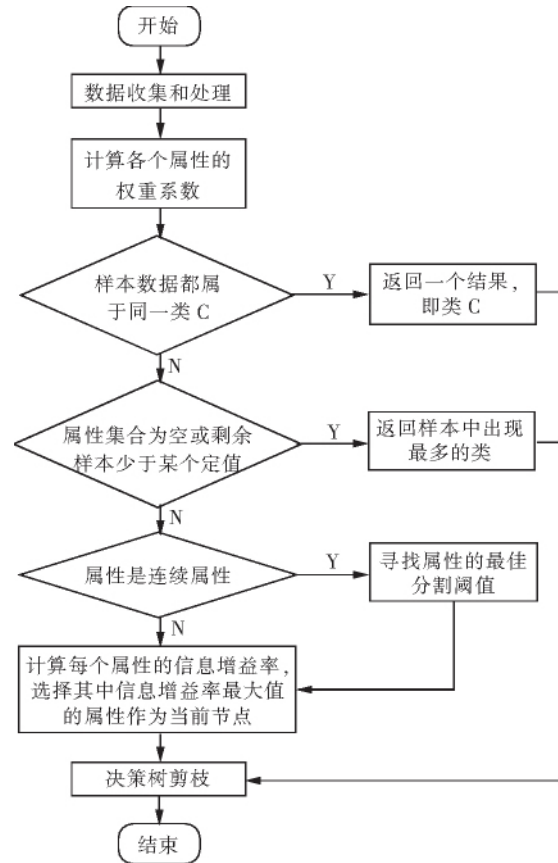 开始
数据收集和处理
计算各个属性的
权重系数
样本数据都属
于同一类 C
Y
返回一个结果，
即类 C
N
属性集合为空或剩余
样本少于某个定值
Y
返回样本中出现
最多的类
N
属性是连续属性
Y
寻找属性的最佳
分割阈值
N
计算每个属性的信息增益率，
选择其中信息增益率最大值
的属性作为当前节点
决策树剪枝
结束